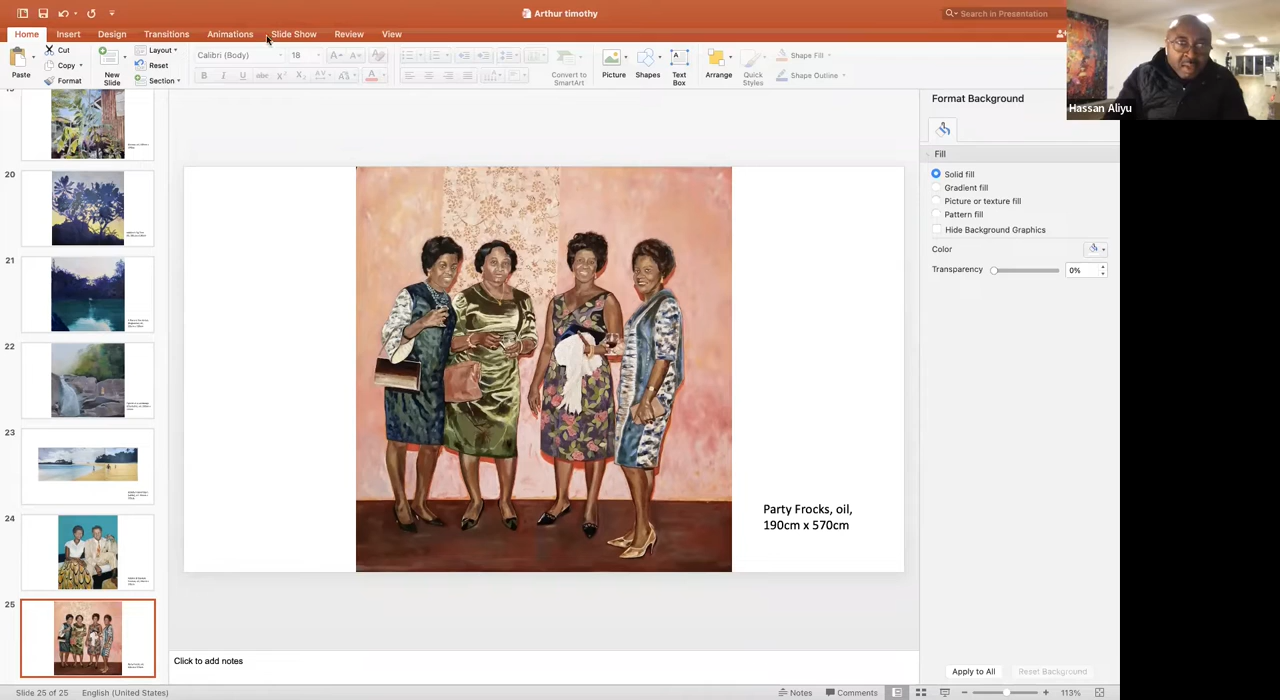 Arthur timothy
Search in Presentation
Home Insert Design Transitions Animations Slide Show Review View
Paste
Cut
Copy
Format
New
Slide
Layout
Reset
Section
Calibri (Body) 18
B I U abc
Convert to
SmartArt
Picture
Shapes
Text
Box
Arrange
Quick
Styles
Shape Fill
Shape Outline
Hassan Aliyu
20
21
22
23
24
25
Party Frocks, oil,
190cm x 570cm
Format Background
Fill
Solid fill
Gradient fill
Picture or texture fill
Pattern fill
Hide Background Graphics
Color
Transparency 0%
Apply to All Reset Background
Click to add notes
Slide 25 of 25 English (United States) Notes Comments 113%